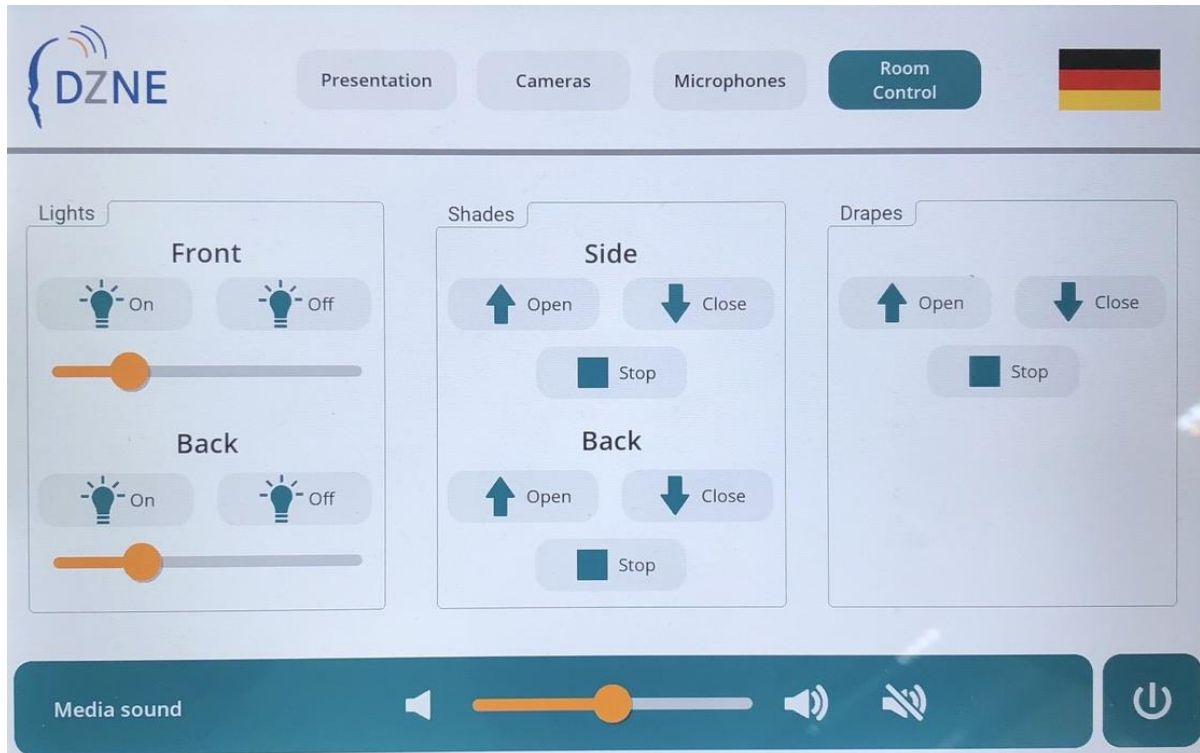 DZNE
Presentation
Cameras
Microphones
Room
Control
Lights
Front
On
Off
Back
On
Off
Shades
Side
Open
Close
Stop
Back
Open
Close
Stop
Drapes
Open
Close
Stop
Media sound